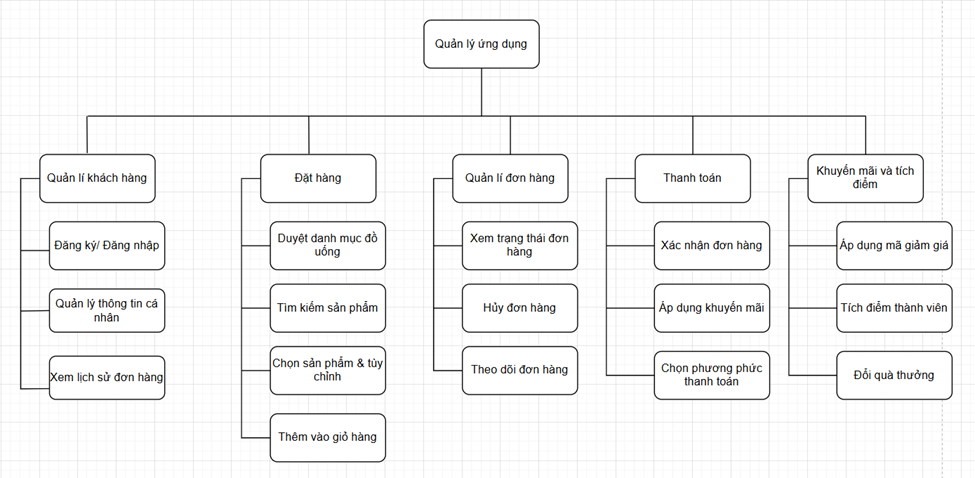 Quản lý ứng dụng
Quản lí khách hàng
Đăng ký/ Đăng nhập
Quản lý thông tin cá
nhân
Xem lịch sử đơn hàng
Đặt hàng
Duyệt danh mục đồ
uống
Tìm kiếm sản phẩm
Chọn sản phẩm & tùy
chỉnh
Thêm vào giỏ hàng
Quản lí đơn hàng
Xem trạng thái đơn
hàng
Hủy đơn hàng
Theo dõi đơn hàng
Thanh toán
Xác nhận đơn hàng
Áp dụng khuyến mãi
Chọn phương phức
thanh toán
Khuyến mãi và tích
điểm
Áp dụng mã giảm giá
Tích điểm thành viên
Đổi quà thưởng